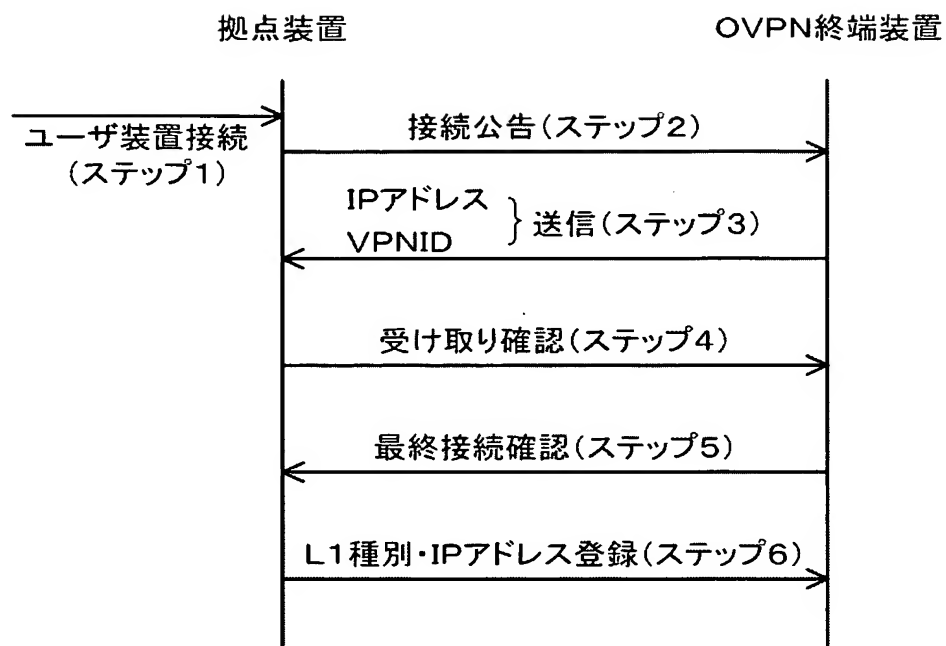 拠点装置
OVPN終端装置
ユーザ装置接続
(ステップ1)
接続公告(ステップ2)
IPアドレス
VPNID
送信(ステップ3)
受け取り確認(ステップ4)
最終接続確認(ステップ5)
L1種別・IPアドレス登録(ステップ6)